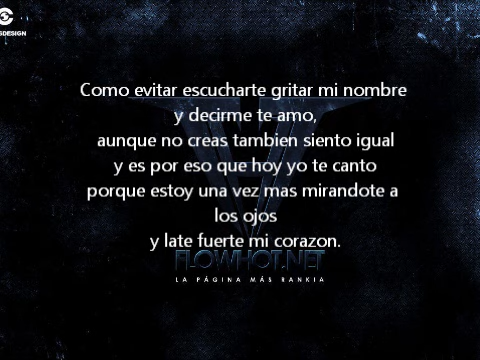 SDESIGN
Como evitar escucharte gritar mi nombre
y decirme te amo,
aunque no creas tambien siento igual
y es por eso que hoy yo te canto
porque estoy una vez mas mirandote a
los ojos
y late fuerte mi corazon.
FLOWHOT.NET
LA PÁGINA MÁS RANKIA